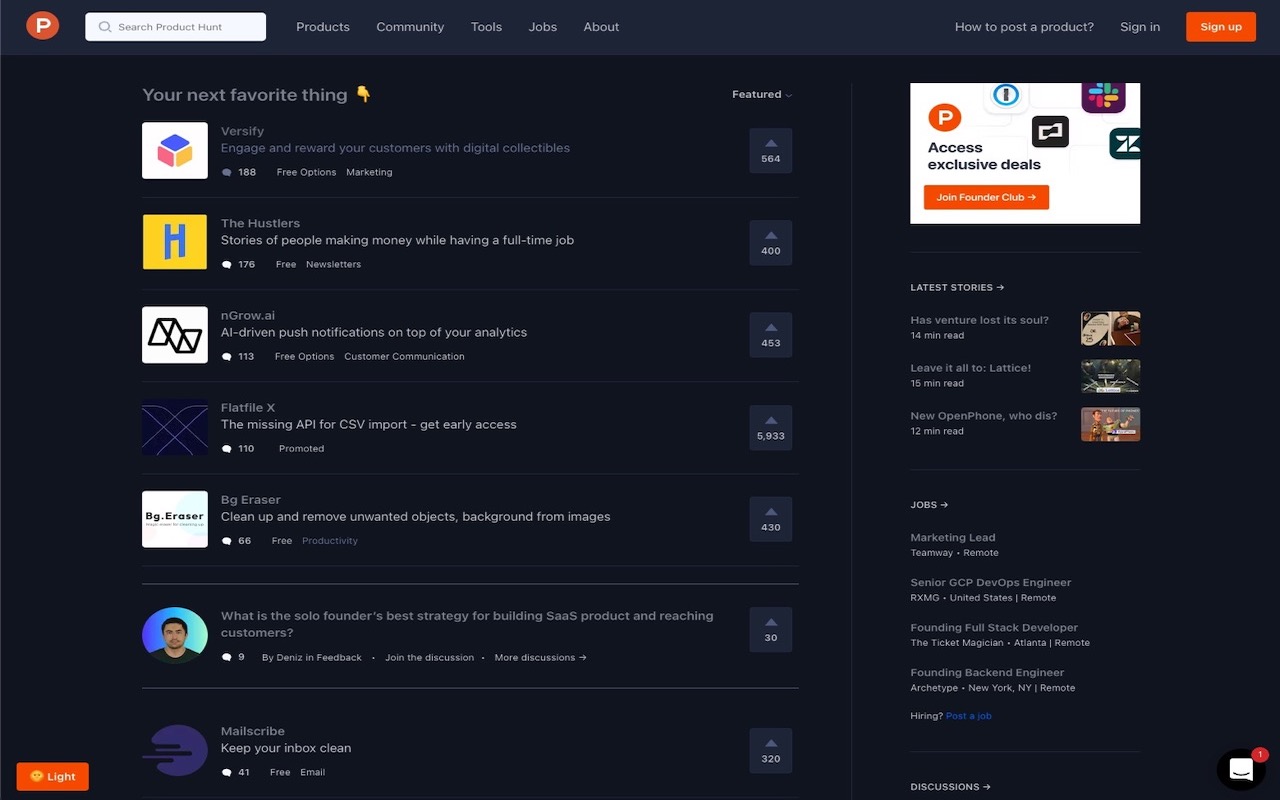 P
Search Product Hunt
Products
Community
Tools
Jobs
About
How to post a product?
Sign in
Sign up
Your next favorite thing 👇
Featured
Versify
Engage and reward your customers with digital collectibles
188 Free Options Marketing
564
The Hustlers
Stories of people making money while having a full-time job
176 Free Newsletters
400
H
nGrow.ai
AI-driven push notifications on top of your analytics
113 Free Options Customer Communication
453
Flatfile X
The missing API for CSV import - get early access
110 Promoted
5,933
Bg.Eraser
Bg Eraser
Clean up and remove unwanted objects, background from images
66 Free Productivity
430
What is the solo founder's best strategy for building SaaS product and reaching
customers?
9 By Deniz in Feedback • Join the discussion • More discussions →
30
Mailscribe
Keep your inbox clean
41 Free Email
320
🌝 Light
P
Access
exclusive deals
Join Founder Club →
LATEST STORIES →
Has venture lost its soul?
14 min read
Leave it all to: Lattice!
15 min read
New OpenPhone, who dis?
12 min read
JOBS →
Marketing Lead
Teamway • Remote
Senior GCP DevOps Engineer
RXMG • United States | Remote
Founding Full Stack Developer
The Ticket Magician • Atlanta | Remote
Founding Backend Engineer
Archetype • New York, NY | Remote
Hiring? Post a job
DISCUSSIONS →
1